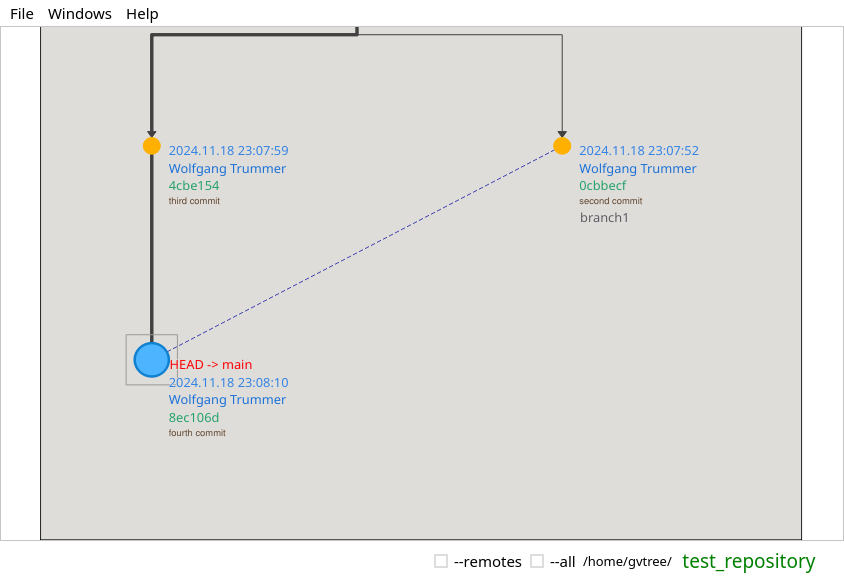 File Windows Help
2024.11.18 23:07:59
Wolfgang Trummer
4cbe154
third commit
2024.11.18 23:07:52
Wolfgang Trummer
0cbbecf
second commit
branch1
HEAD -> main
2024.11.18 23:08:10
Wolfgang Trummer
8ec106d
fourth commit
--remotes --all /home/gvtree/ test_repository